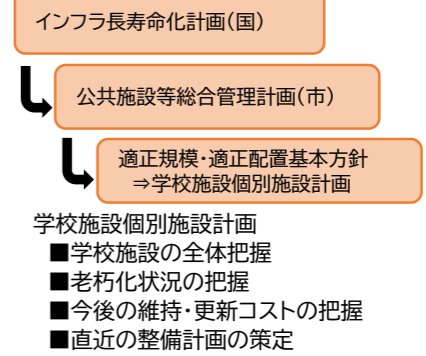 インフラ長寿命化計画(国)
公共施設等総合管理計画(市)
適正規模・適正配置基本方針
⇒学校施設個別施設計画
学校施設個別施設計画
■学校施設の全体把握
■老朽化状況の把握
■今後の維持・更新コストの把握
■直近の整備計画の策定